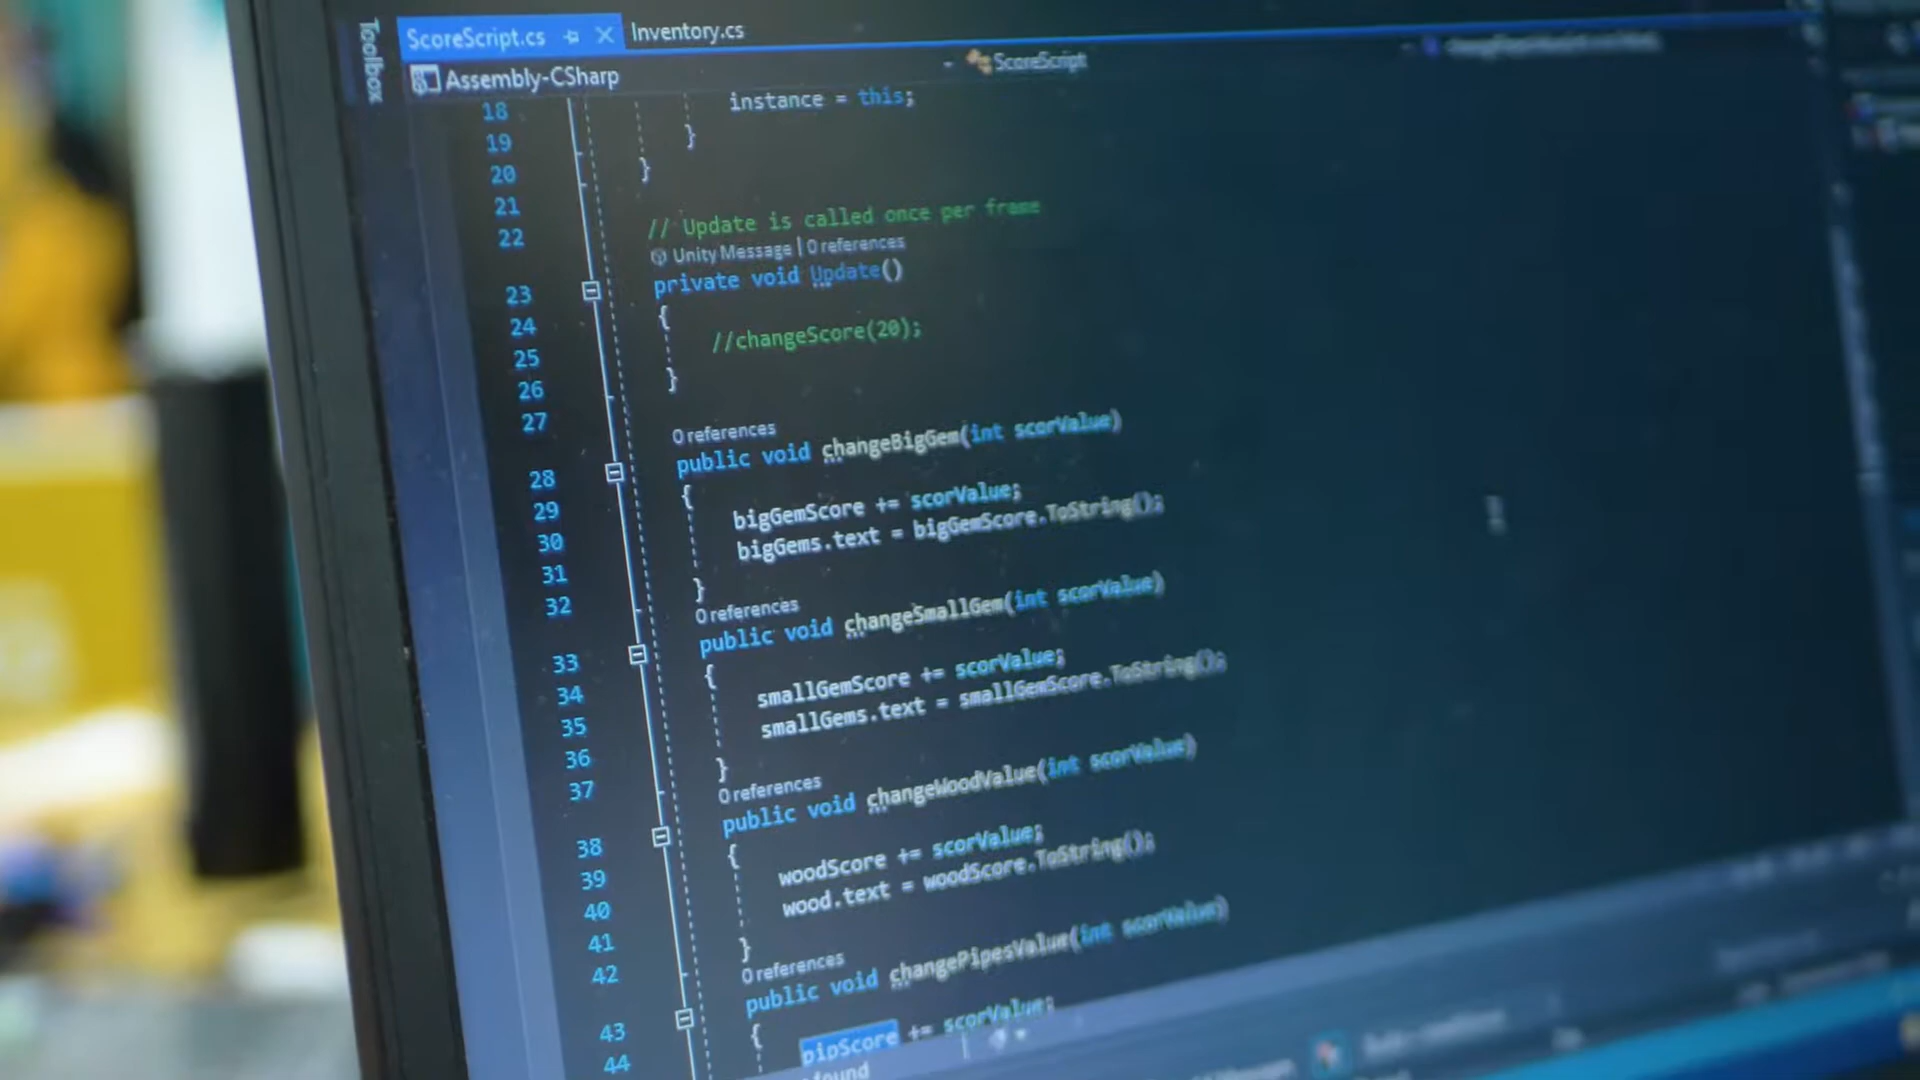 Toolbox
ScoreScript.cs
Inventory.cs
Assembly-CSharp
ScoreScript
18 instance = this;
19 }
20 }
21
22 // Update is called once per frame
Unity Message | 0 references
23 private void Update()
24 {
25 //changeScore(20);
26 }
27
0 references
28 public void changeBigGem(int scorValue)
29 {
30 bigGemScore += scorValue;
31 bigGems.text = bigGemScore.ToString();
32 }
0 references
33 public void changeSmallGem(int scorValue)
34 {
35 smallGemScore += scorValue;
36 smallGems.text = smallGemScore.ToString();
37 }
0 references
38 public void changeWoodValue(int scorValue)
39 {
40 woodScore += scorValue;
41 wood.text = woodScore.ToString();
42 }
0 references
43 public void changePipesValue(int scorValue)
44 {
pipScore += scorValue;
found